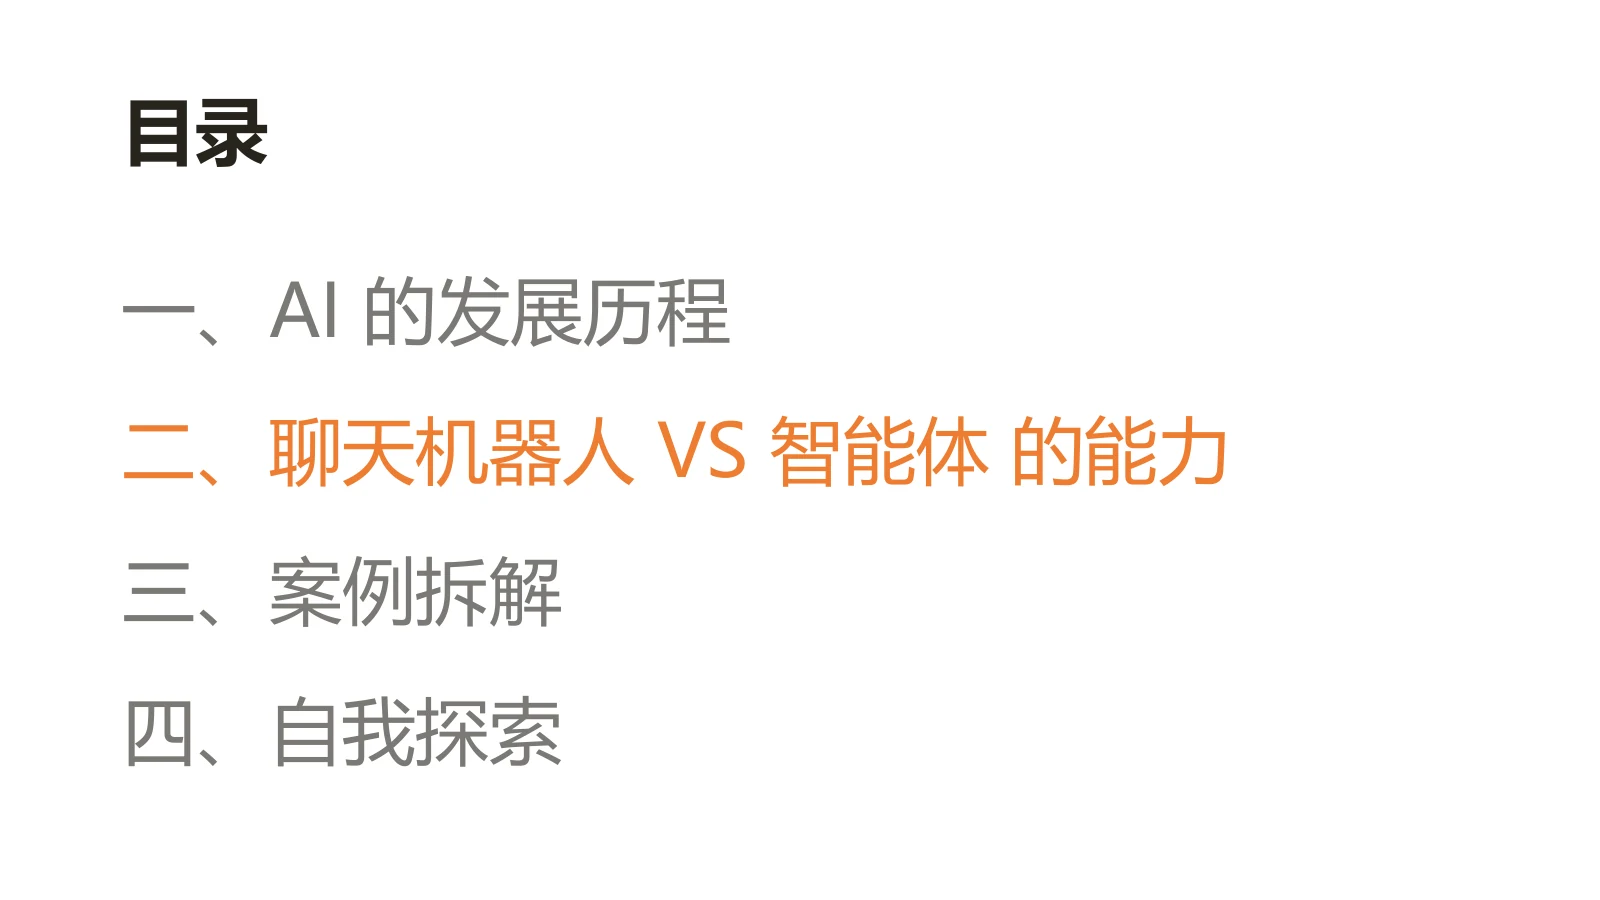 目录
一、AI 的发展历程
二、聊天机器人 VS 智能体 的能力
三、案例拆解
四、自我探索